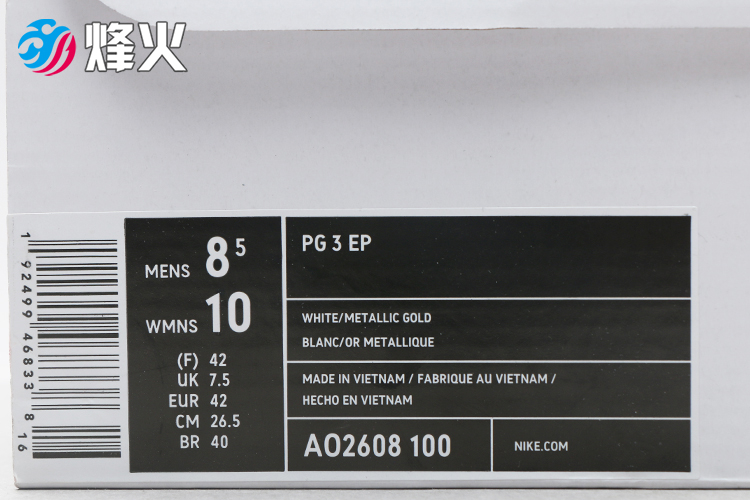 烽火
MENS 8 5
WMNS 10
(F) 42
UK 7.5
EUR 42
CM 26.5
BR 40
PG 3 EP
WHITE/METALLIC GOLD
BLANC/OR METALLIQUE
MADE IN VIETNAM / FABRIQUE AU VIETNAM /
HECHO EN VIETNAM
AO2608 100
NIKE.COM
1 92499 46833 8 16